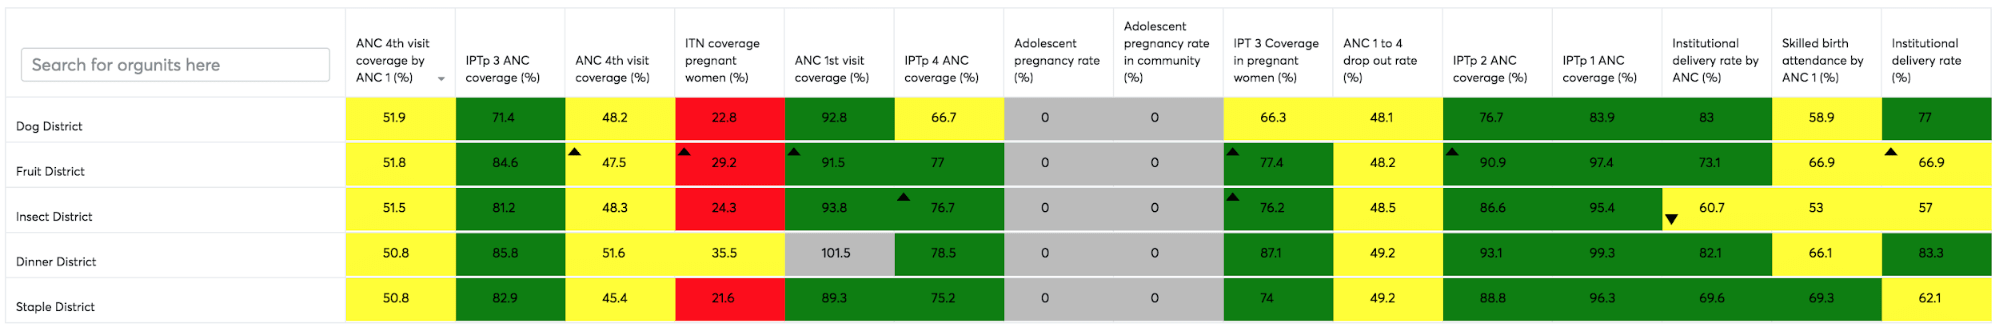 Search for orgunits here
ANC 4th visit
coverage by
ANC 1 (%)
IPTp 3 ANC
coverage (%)
ANC 4th visit
coverage (%)
ITN coverage
pregnant
women (%)
ANC 1st visit
coverage (%)
IPTp 4 ANC
coverage (%)
Adolescent
pregnancy rate
(%)
Adolescent
pregnancy rate
in community (%)
IPT 3 Coverage
in pregnant
women (%)
ANC 1 to 4
drop out rate
(%)
IPTp 2 ANC
coverage (%)
IPTp 1 ANC
coverage (%)
Institutional
delivery rate by
ANC (%)
Skilled birth
attendance by
ANC 1 (%)
Institutional
delivery rate
(%)
Dog District 51.9 71.4 48.2 22.8 92.8 66.7 0 0 66.3 48.1 76.7 83.9 83 58.9 77
Fruit District 51.8 84.6 47.5 29.2 91.5 77 0 0 77.4 48.2 90.9 97.4 73.1 66.9 66.9
Insect District 51.5 81.2 48.3 24.3 93.8 76.7 0 0 76.2 48.5 86.6 95.4 60.7 53 57
Dinner District 50.8 85.8 51.6 35.5 101.5 78.5 0 0 87.1 49.2 93.1 99.3 82.1 66.1 83.3
Staple District 50.8 82.9 45.4 21.6 89.3 75.2 0 0 74 49.2 88.8 96.3 69.6 69.3 62.1